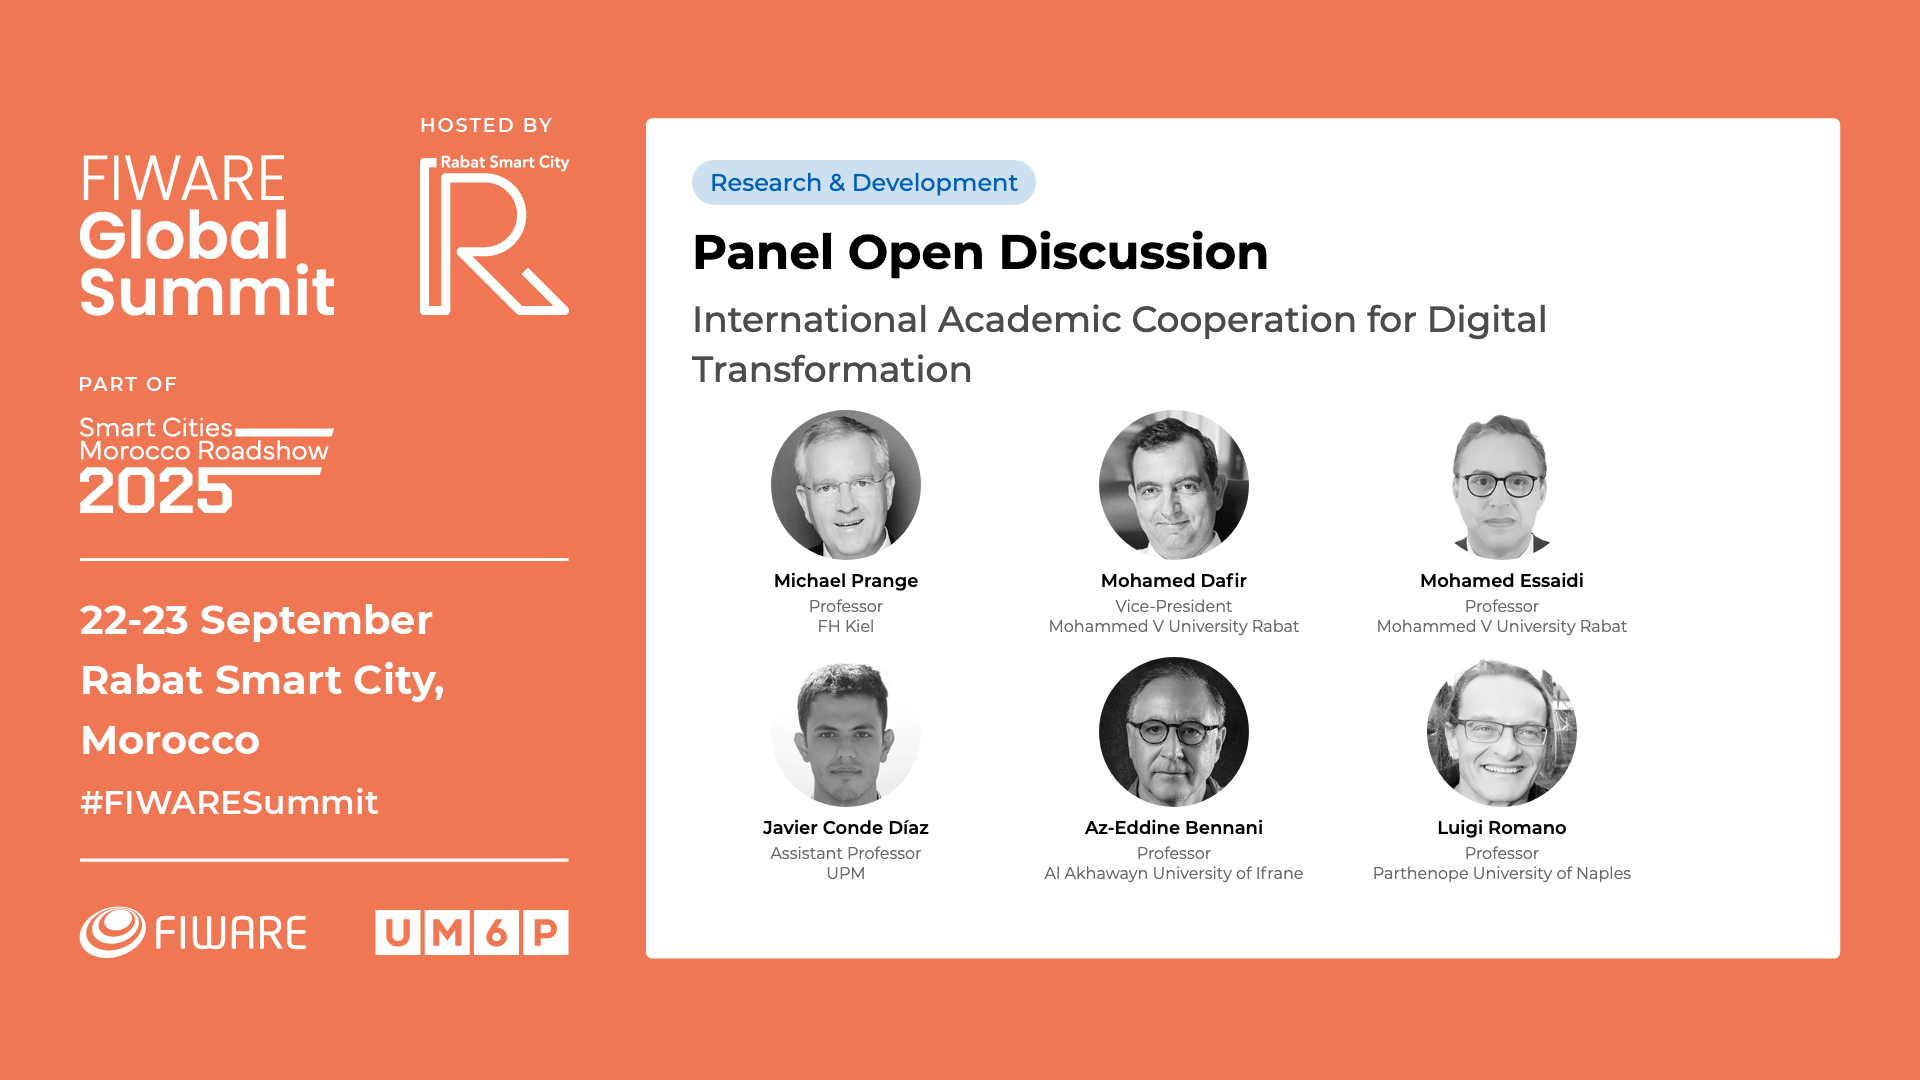 FIWARE
Global
Summit
HOSTED BY
Rabat Smart City
R
PART OF
Smart Cities
Morocco Roadshow
2025
22-23 September
Rabat Smart City,
Morocco
#FIWARESummit
FIWARE
UM6P
Research & Development
Panel Open Discussion
International Academic Cooperation for Digital
Transformation
Michael Prange
Professor
FH Kiel
Mohamed Dafir
Vice-President
Mohammed V University Rabat
Mohamed Essaidi
Professor
Mohammed V University Rabat
Javier Conde Díaz
Assistant Professor
UPM
Az-Eddine Bennani
Professor
Al Akhawayn University of Ifrane
Luigi Romano
Professor
Parthenope University of Naples